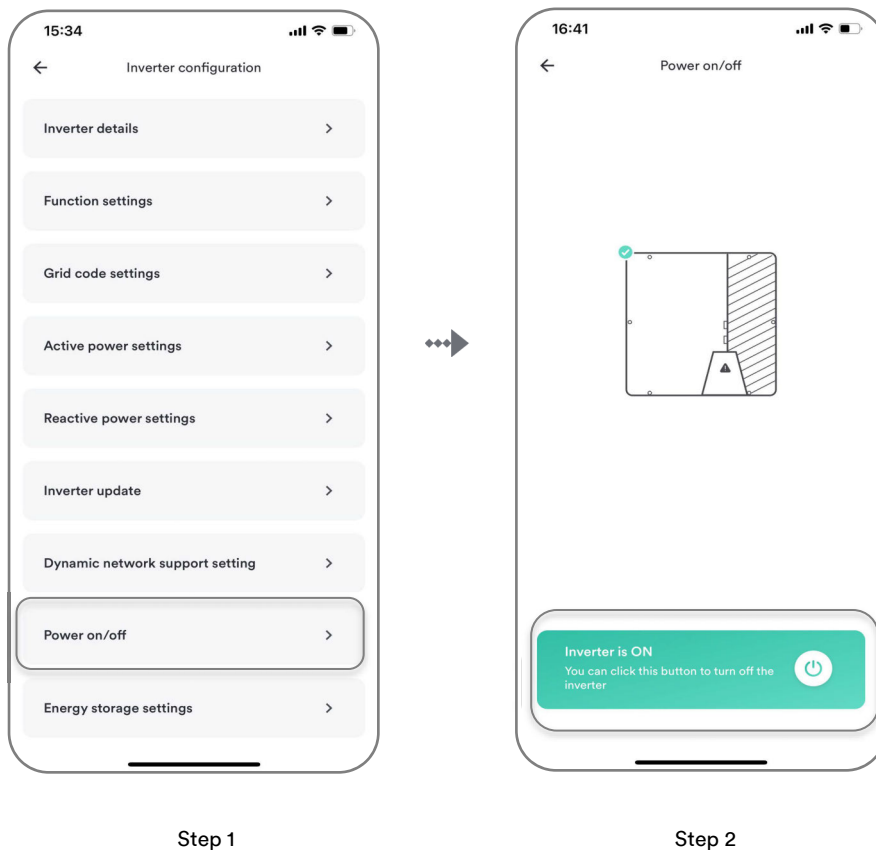 15:34
Inverter configuration
Inverter details
Function settings
Grid code settings
Active power settings
Reactive power settings
Inverter update
Dynamic network support setting
Power on/off
Energy storage settings
Step 1
16:41
Power on/off
Inverter is ON
You can click this button to turn off the
inverter
Step 2